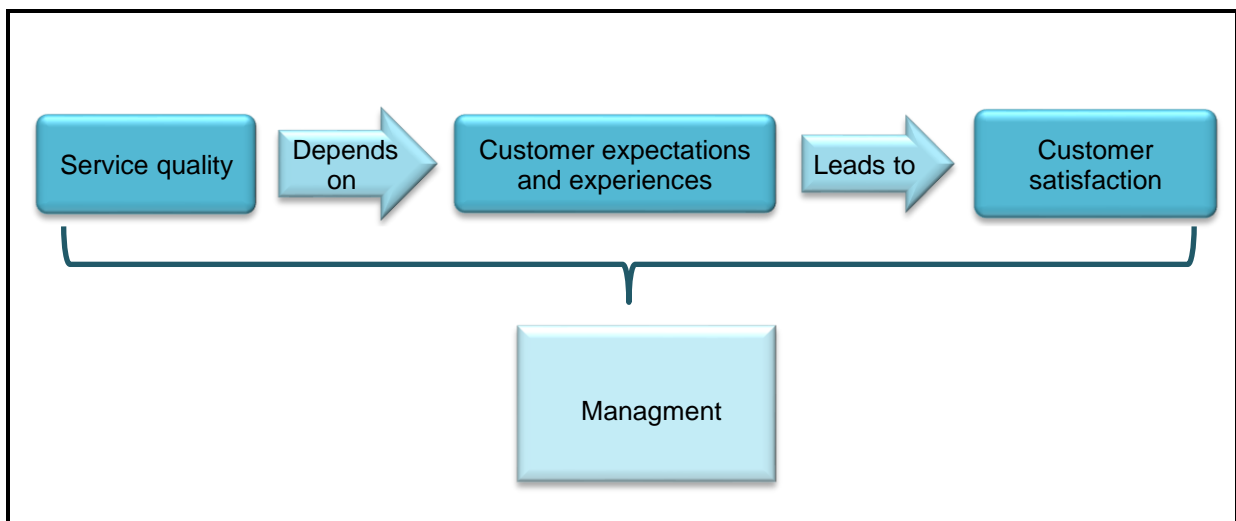 Service quality
Depends
on
Customer expectations
and experiences
Leads to
Customer
satisfaction
Managment